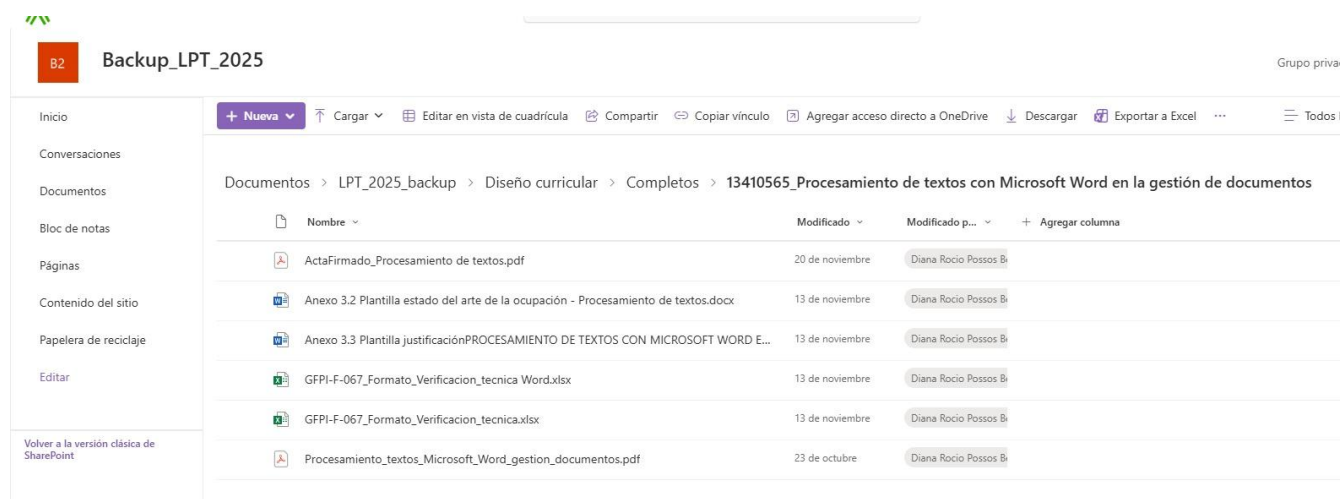 B2
Backup_LPT_2025
Grupo priva
Inicio
Conversaciones
Documentos
Bloc de notas
Páginas
Contenido del sitio
Papelera de reciclaje
Editar
Volver a la versión clásica de
SharePoint
+ Nueva Cargar Editar en vista de cuadrícula Compartir Copiar vínculo Agregar acceso directo a OneDrive Descargar Exportar a Excel ... Todos
Documentos > LPT_2025_backup > Diseño curricular > Completos > 13410565_Procesamiento de textos con Microsoft Word en la gestión de documentos
Nombre Modificado Modificado p... + Agregar columna
ActaFirmado_Procesamiento de textos.pdf 20 de noviembre Diana Rocio Possos Be
Anexo 3.2 Plantilla estado del arte de la ocupación - Procesamiento de textos.docx 13 de noviembre Diana Rocio Possos Be
Anexo 3.3 Plantilla justificaciónPROCESAMIENTO DE TEXTOS CON MICROSOFT WORD E... 13 de noviembre Diana Rocio Possos Be
GFPI-F-067_Formato_Verificacion_tecnica Word.xlsx 13 de noviembre Diana Rocio Possos Be
GFPI-F-067_Formato_Verificacion_tecnica.xlsx 13 de noviembre Diana Rocio Possos Be
Procesamiento_textos_Microsoft_Word_gestion_documentos.pdf 23 de octubre Diana Rocio Possos Be